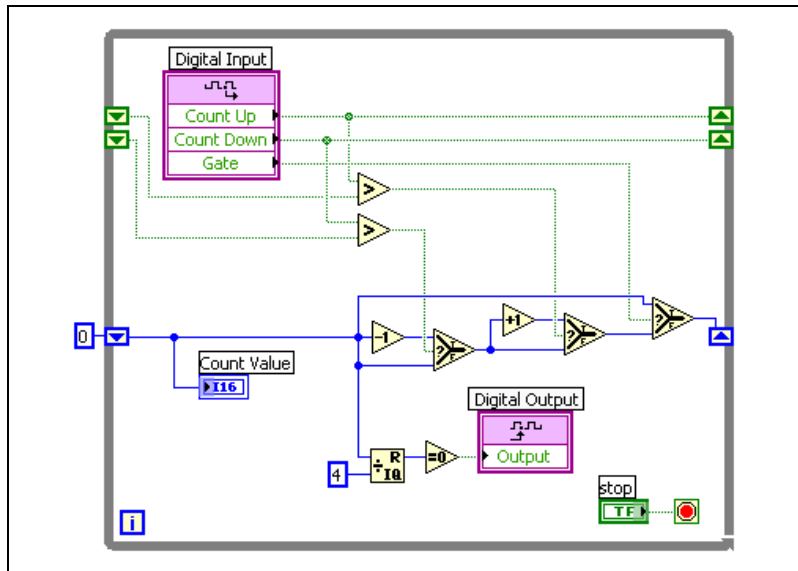 Digital Input
Count Up
Count Down
Gate
>
>
0
-1
?
T
F
+1
?
T
F
?
T
F
Count Value
I16
Digital Output
Output
4
÷ R
IQ
=0
stop
TF
i